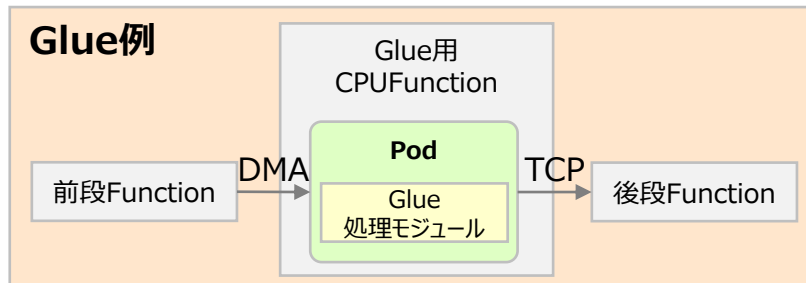 Glue例
Glue用
CPUFunction
Pod
DMA
TCP
前段Function
Glue
処理モジュール
後段Function